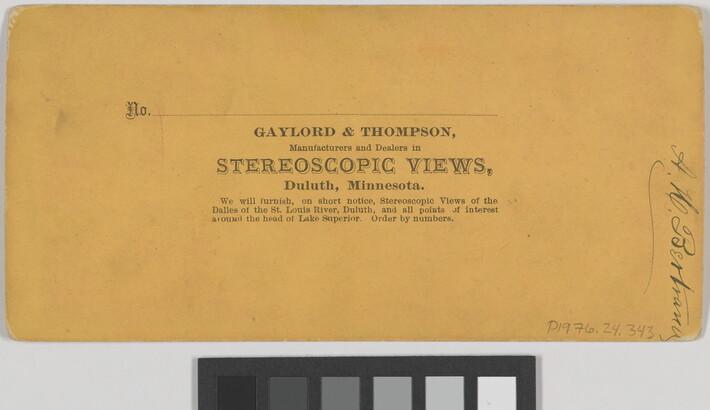 No.
GAYLORD & THOMPSON,
Manufacturers and Dealers in
STEREOSCOPIC VIEWS,
Duluth, Minnesota.
We will furnish, on short notice, Stereoscopic Views of the
Dalles of the St. Louis River, Duluth, and all points of interest
around the head of Lake Superior. Order by numbers.
A. W. Bertrand
P1976.24.343